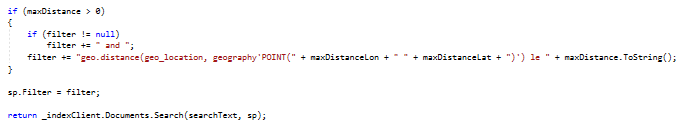 if (maxDistance > 0)
{
if (filter != null)
filter += " and ";
filter += "geo.distance(geo_location, geography'POINT(" + maxDistanceLon + " " + maxDistanceLat + ")') le " + maxDistance.ToString();
}
sp.Filter = filter;
return _indexClient.Documents.Search(searchText, sp);